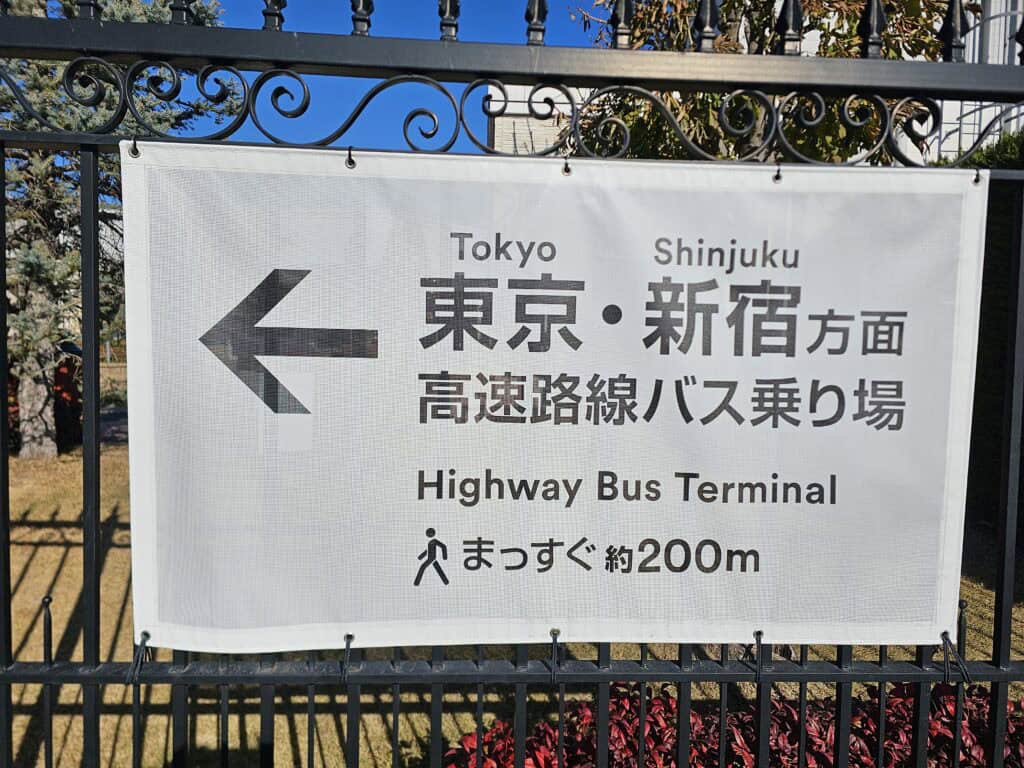 Tokyo Shinjuku
東京・新宿方面
高速路線バス乗り場
Highway Bus Terminal
まっすぐ 約200m